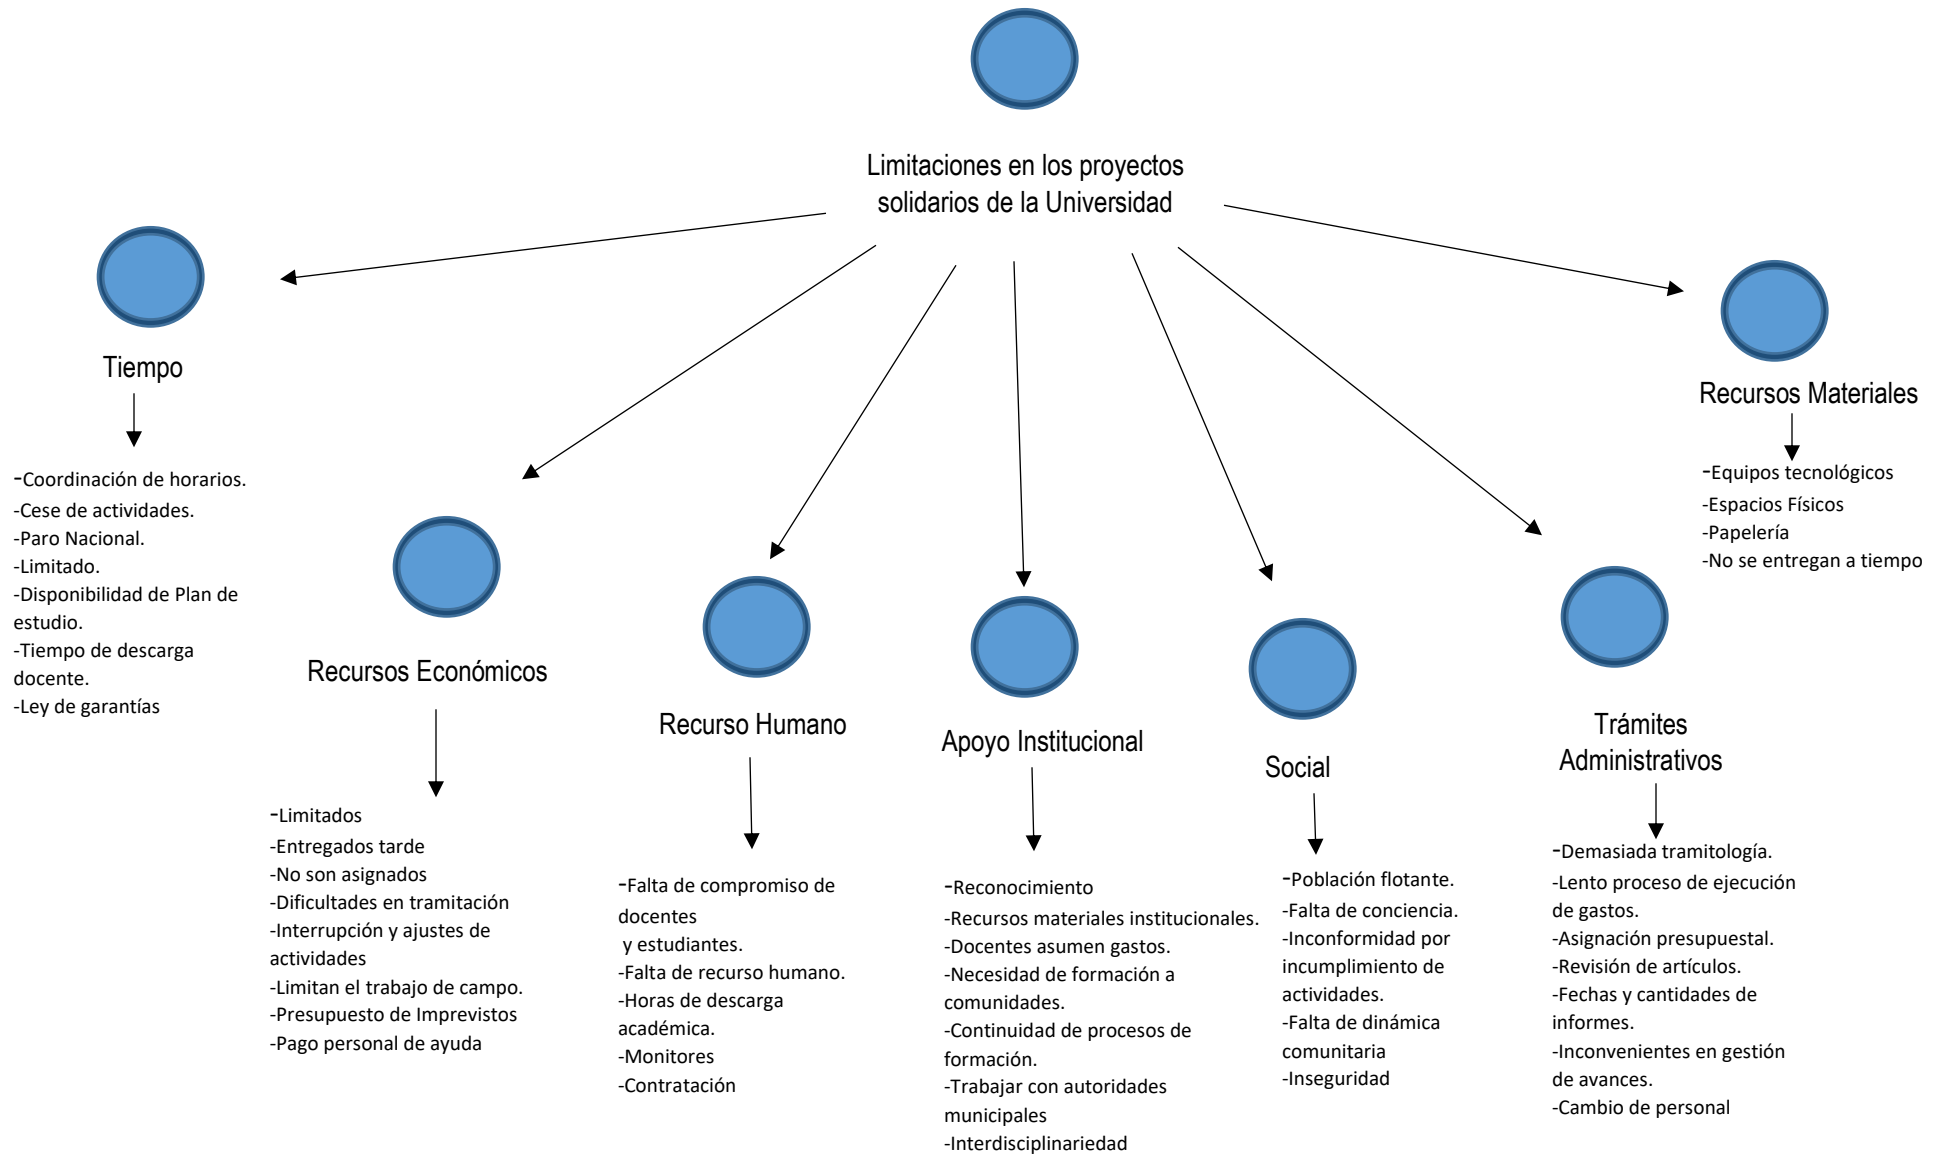 Limitaciones en los proyectos
solidarios de la Universidad
Tiempo
-Coordinación de horarios.
-Cese de actividades.
-Paro Nacional.
-Limitado.
-Disponibilidad de Plan de
estudio.
-Tiempo de descarga
docente.
-Ley de garantías
Recursos Económicos
-Limitados
-Entregados tarde
-No son asignados
-Dificultades en tramitación
-Interrupción y ajustes de
actividades
-Limitan el trabajo de campo.
-Presupuesto de Imprevistos
-Pago personal de ayuda
Recurso Humano
-Falta de compromiso de
docentes
y estudiantes.
-Falta de recurso humano.
-Horas de descarga
académica.
-Monitores
-Contratación
Apoyo Institucional
-Reconocimiento
-Recursos materiales institucionales.
-Docentes asumen gastos.
-Necesidad de formación a
comunidades.
-Continuidad de procesos de
formación.
-Trabajar con autoridades
municipales
-Interdisciplinariedad
Social
-Población flotante.
-Falta de conciencia.
-Inconformidad por
incumplimiento de
actividades.
-Falta de dinámica
comunitaria
-Inseguridad
Trámites
Administrativos
-Demasiada tramitología.
-Lento proceso de ejecución
de gastos.
-Asignación presupuestal.
-Revisión de artículos.
-Fechas y cantidades de
informes.
-Inconvenientes en gestión
de avances.
-Cambio de personal
Recursos Materiales
-Equipos tecnológicos
-Espacios Físicos
-Papelería
-No se entregan a tiempo